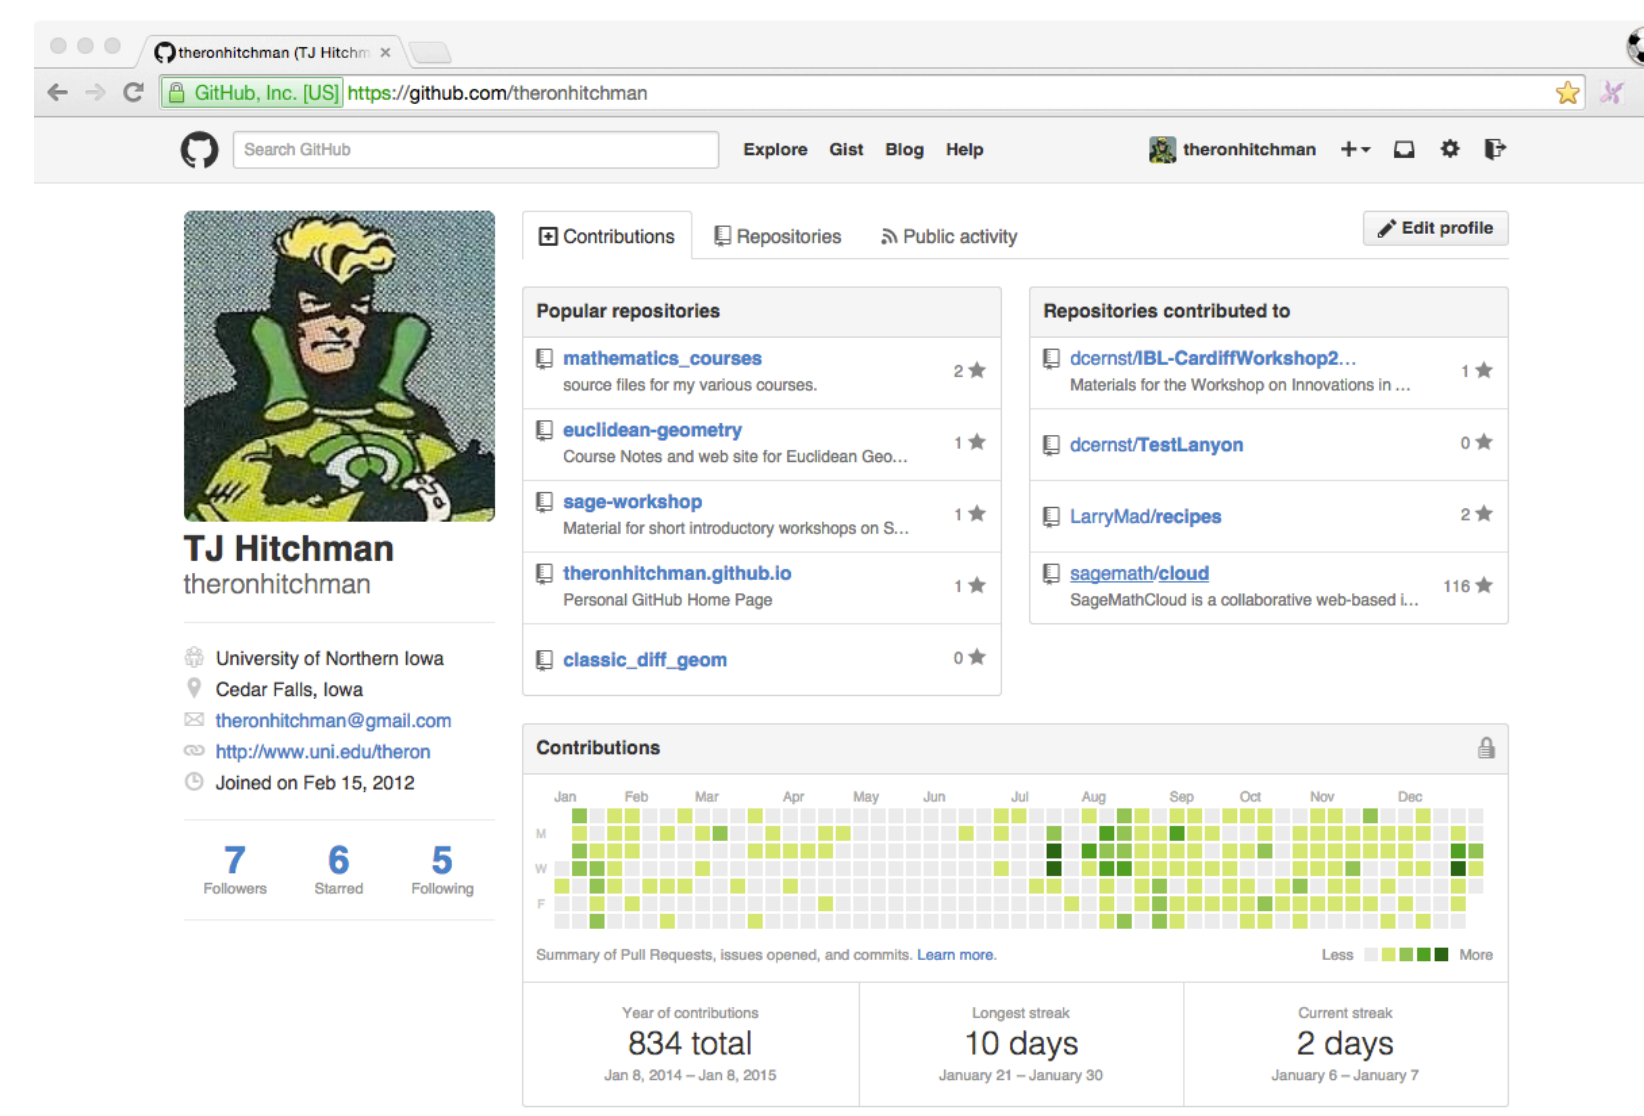 theronhitchman (TJ Hitchm
GitHub, Inc. [US] https://github.com/theronhitchman
Search GitHub
Explore Gist Blog Help
theronhitchman
Contributions
Repositories
Public activity
Edit profile
TJ Hitchman
theronhitchman
University of Northern Iowa
Cedar Falls, Iowa
theronhitchman@gmail.com
http://www.uni.edu/theron
Joined on Feb 15, 2012
7 6 5
Followers Starred Following
Popular repositories
mathematics_courses
source files for my various courses.
2
euclidean-geometry
Course Notes and web site for Euclidean Geo...
1
sage-workshop
Material for short introductory workshops on S...
1
theronhitchman.github.io
Personal GitHub Home Page
1
classic_diff_geom
0
Repositories contributed to
dcernst/IBL-CardiffWorkshop2...
Materials for the Workshop on Innovations in ...
1
dcernst/TestLanyon
0
LarryMad/recipes
2
sagemath/cloud
SageMathCloud is a collaborative web-based i...
116
Contributions
Jan Feb Mar Apr May Jun Jul Aug Sep Oct Nov Dec
M
W
F
Summary of Pull Requests, issues opened, and commits. Learn more.
Less More
Year of contributions
834 total
Jan 8, 2014 – Jan 8, 2015
Longest streak
10 days
January 21 – January 30
Current streak
2 days
January 6 – January 7